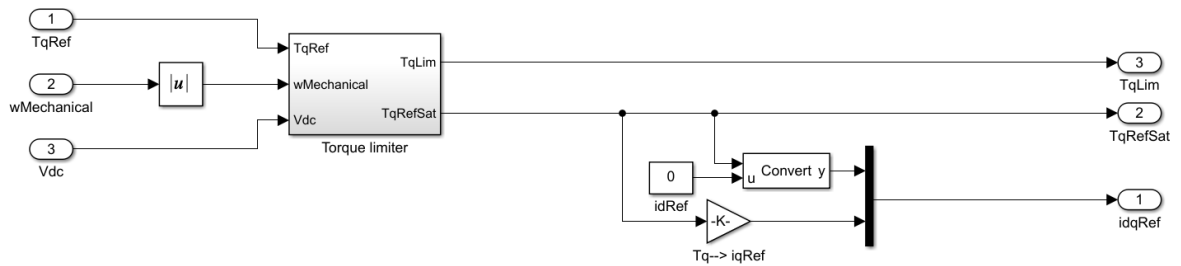 1
TqRef
2
wMechanical
3
Vdc
|u|
TqRef
wMechanical
Vdc
TqLim
TqRefSat
Torque limiter
0
idRef
u
Convert y
-K-
Tq--> iqRef
3
TqLim
2
TqRefSat
1
idqRef